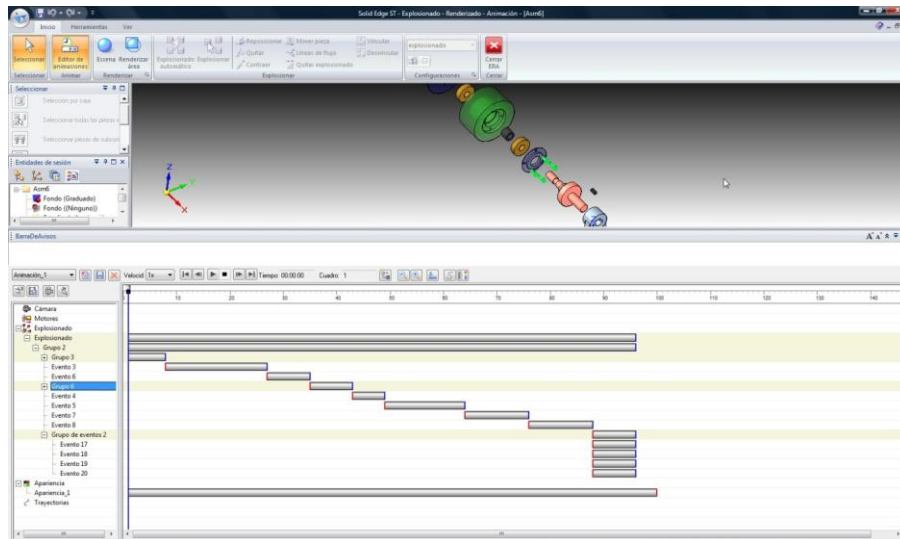 Solid Edge ST - Explosionado - Renderizado - Animación - [Asm6]
Inicio Herramientas Ver
Seleccionar
Editor de animaciones
Escena
Renderizar área
Explosionado automático
Explosionar
Reposicionar
Mover pieza
Quitar
Líneas de flujo
Contraer
Quitar explosionado
Vincular
Desvincular
explosionado
Cerrar ERA
Seleccionar Animar Renderizar Explosionar Configuraciones Cerrar
Seleccionar
Selección por caja
Seleccionar todas las piezas
Seleccionar piezas de
Entidades de sesión
Asm6
Fondo (Graduado)
Fondo ((Ninguno))
Z
Y
X
BarraDeAvisos
Animación_1 Velocid 1x Tiempo 00:00:00 Cuadro 1
10 20 30 40 50 60 70 80 90 100 110 120 130 140
Cámara
Motores
Explosionado
Explosionado
Grupo 2
Grupo 3
Evento 3
Evento 6
Grupo 6
Evento 4
Evento 5
Evento 7
Evento 8
Grupo de eventos 2
Evento 17
Evento 18
Evento 19
Evento 20
Apariencia
Apariencia_1
Trayectorias